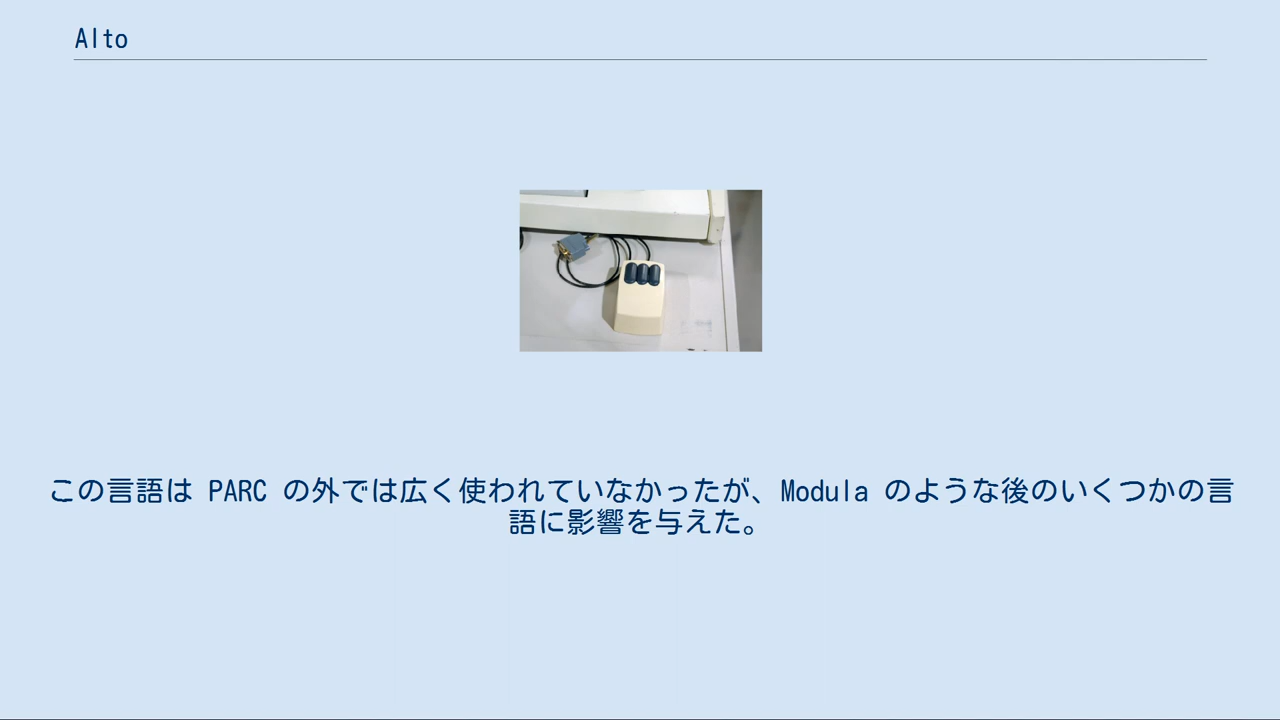 Alto
この言語は PARC の外では広く使われていなかったが、Modula のような後のいくつかの言
語に影響を与えた。